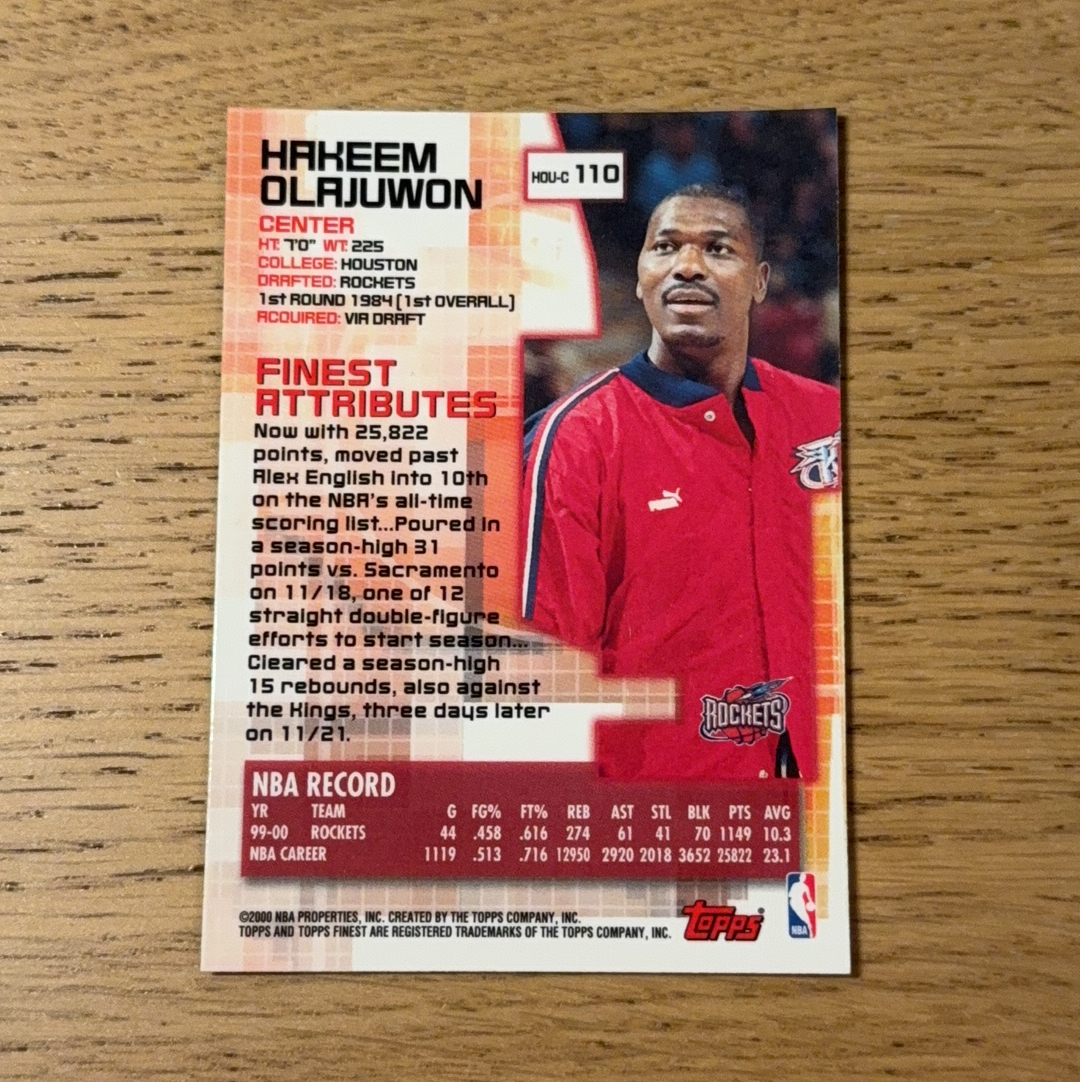 HAKEEM
OLAJUWON
HOU-C 110
CENTER
HT: 7'0" WT: 225
COLLEGE: HOUSTON
DRAFTED: ROCKETS
1st ROUND 1984 (1st OVERALL)
ACQUIRED: VIA DRAFT
FINEST
ATTRIBUTES
Now with 25,822
points, moved past
Alex English into 10th
on the NBA's all-time
scoring list...Poured in
a season-high 31
points vs. Sacramento
on 11/18, one of 12
straight double-figure
efforts to start season...
Cleared a season-high
15 rebounds, also against
the Kings, three days later
on 11/21.
ROCKETS
NBA RECORD
YR TEAM G FG% FT% REB AST STL BLK PTS AVG
99-00 ROCKETS 44 .458 .616 274 61 41 70 1149 10.3
NBA CAREER 1119 .513 .716 12950 2920 2018 3652 25822 23.1
©2000 NBA PROPERTIES, INC. CREATED BY THE TOPPS COMPANY, INC.
TOPPS AND TOPPS FINEST ARE REGISTERED TRADEMARKS OF THE TOPPS COMPANY, INC.
topps®
NBA